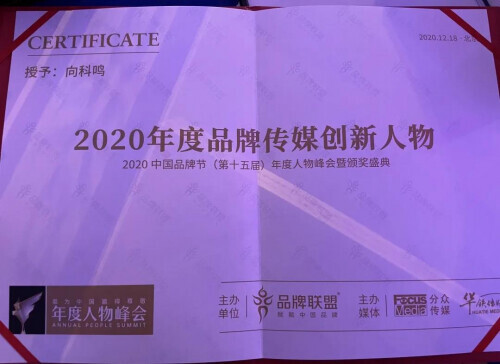 CERTIFICATE
2020.12.18 · 北
授予：向科鸣
2020年度品牌传媒创新人物
2020 中国品牌节（第十五届）年度人物峰会暨颁奖盛典
年度人物峰会
ANNUAL PEOPLE SUMMIT
主办单位
品牌联盟
主办媒体
Focus Media 分众传媒
华